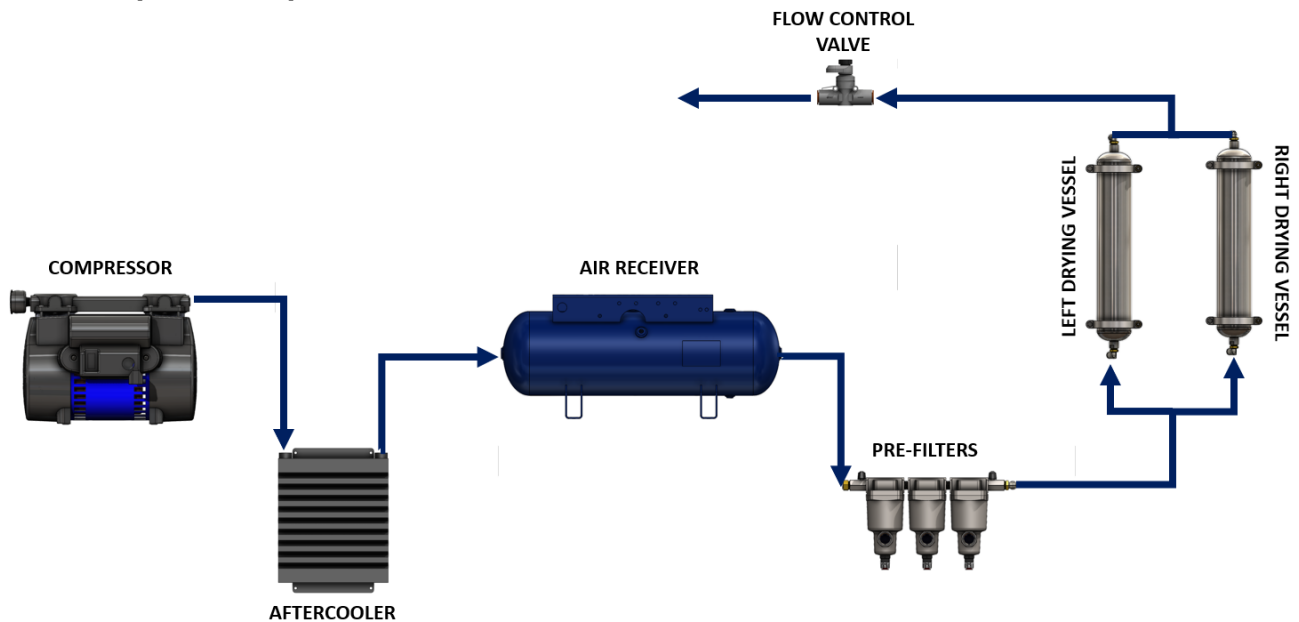 FLOW CONTROL
VALVE
LEFT DRYING VESSEL
RIGHT DRYING VESSEL
COMPRESSOR
AIR RECEIVER
PRE-FILTERS
AFTERCOOLER